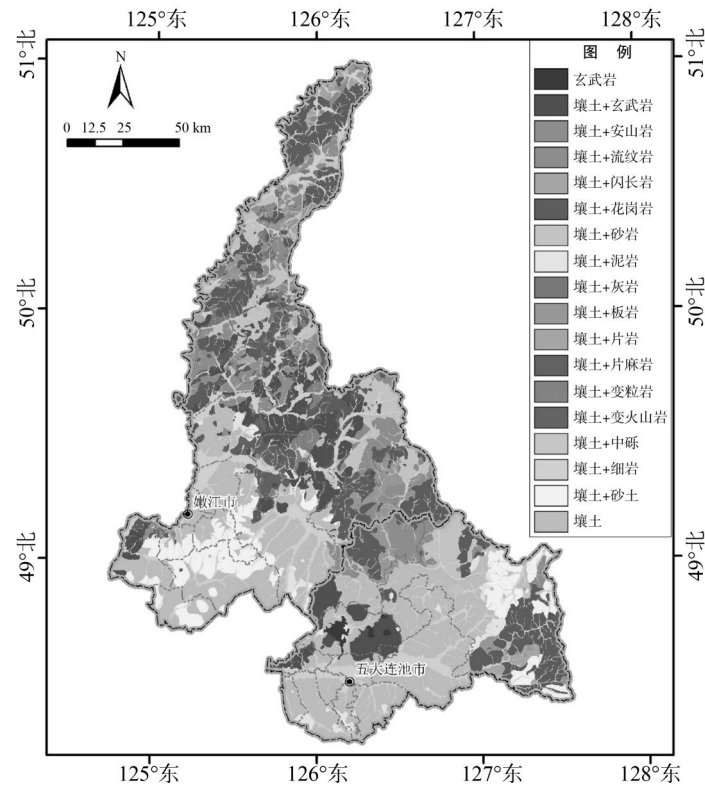 125°东 126°东 127°东 128°东
51°北 51°北
N
0 12.5 25 50 km
图 例
玄武岩
壤土+玄武岩
壤土+安山岩
壤土+流纹岩
壤土+闪长岩
壤土+花岗岩
壤土+砂岩
壤土+泥岩
壤土+灰岩
壤土+板岩
壤土+片岩
壤土+片麻岩
壤土+变粒岩
壤土+变火山岩
壤土+中砾
壤土+细岩
壤土+砂土
壤土
50°北 50°北
嫩江市
49°北 49°北
五大连池市
125°东 126°东 127°东 128°东